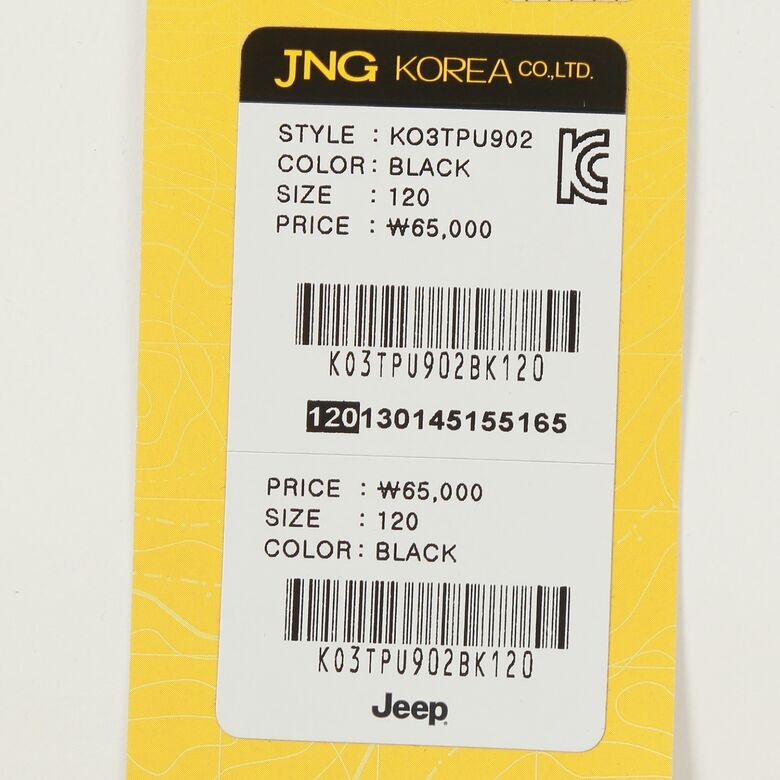 JNG KOREA CO.,LTD.
STYLE : KO3TPU902
COLOR : BLACK
SIZE : 120
PRICE : ₩65,000
KC
K03TPU902BK120
120130145155165
PRICE : ₩65,000
SIZE : 120
COLOR : BLACK
K03TPU902BK120
Jeep